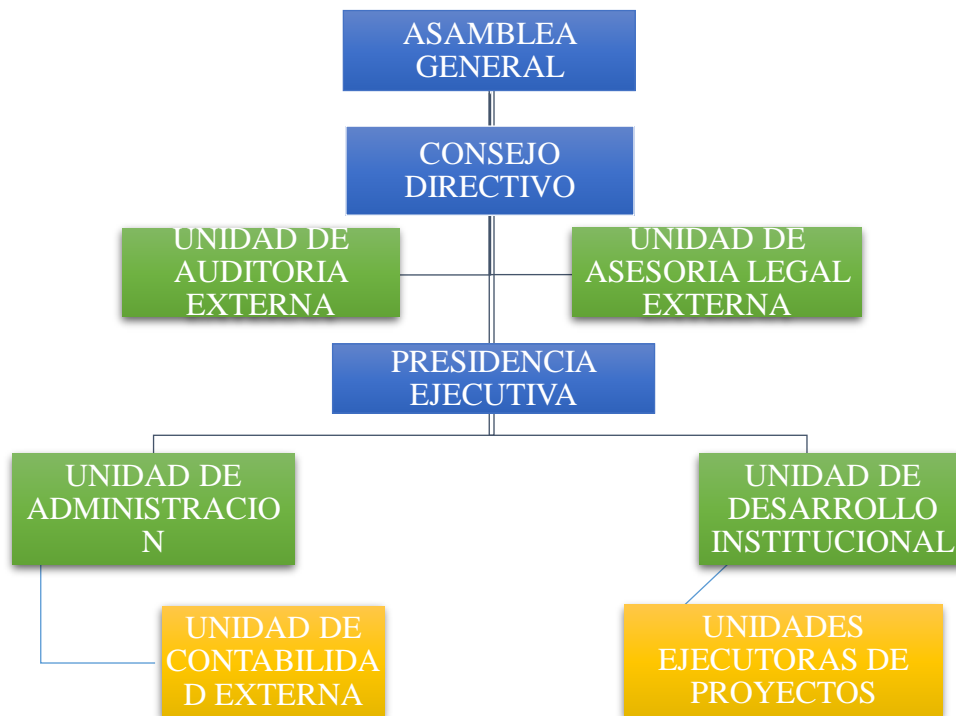 ASAMBLEA
GENERAL
CONSEJO
DIRECTIVO
UNIDAD DE
AUDITORIA
EXTERNA
UNIDAD DE
ASESORIA LEGAL
EXTERNA
PRESIDENCIA
EJECUTIVA
UNIDAD DE
ADMINISTRACIO
N
UNIDAD DE
DESARROLLO
INSTITUCIONAL
UNIDAD DE
CONTABILIDA
D EXTERNA
UNIDADES
EJECUTORAS DE
PROYECTOS